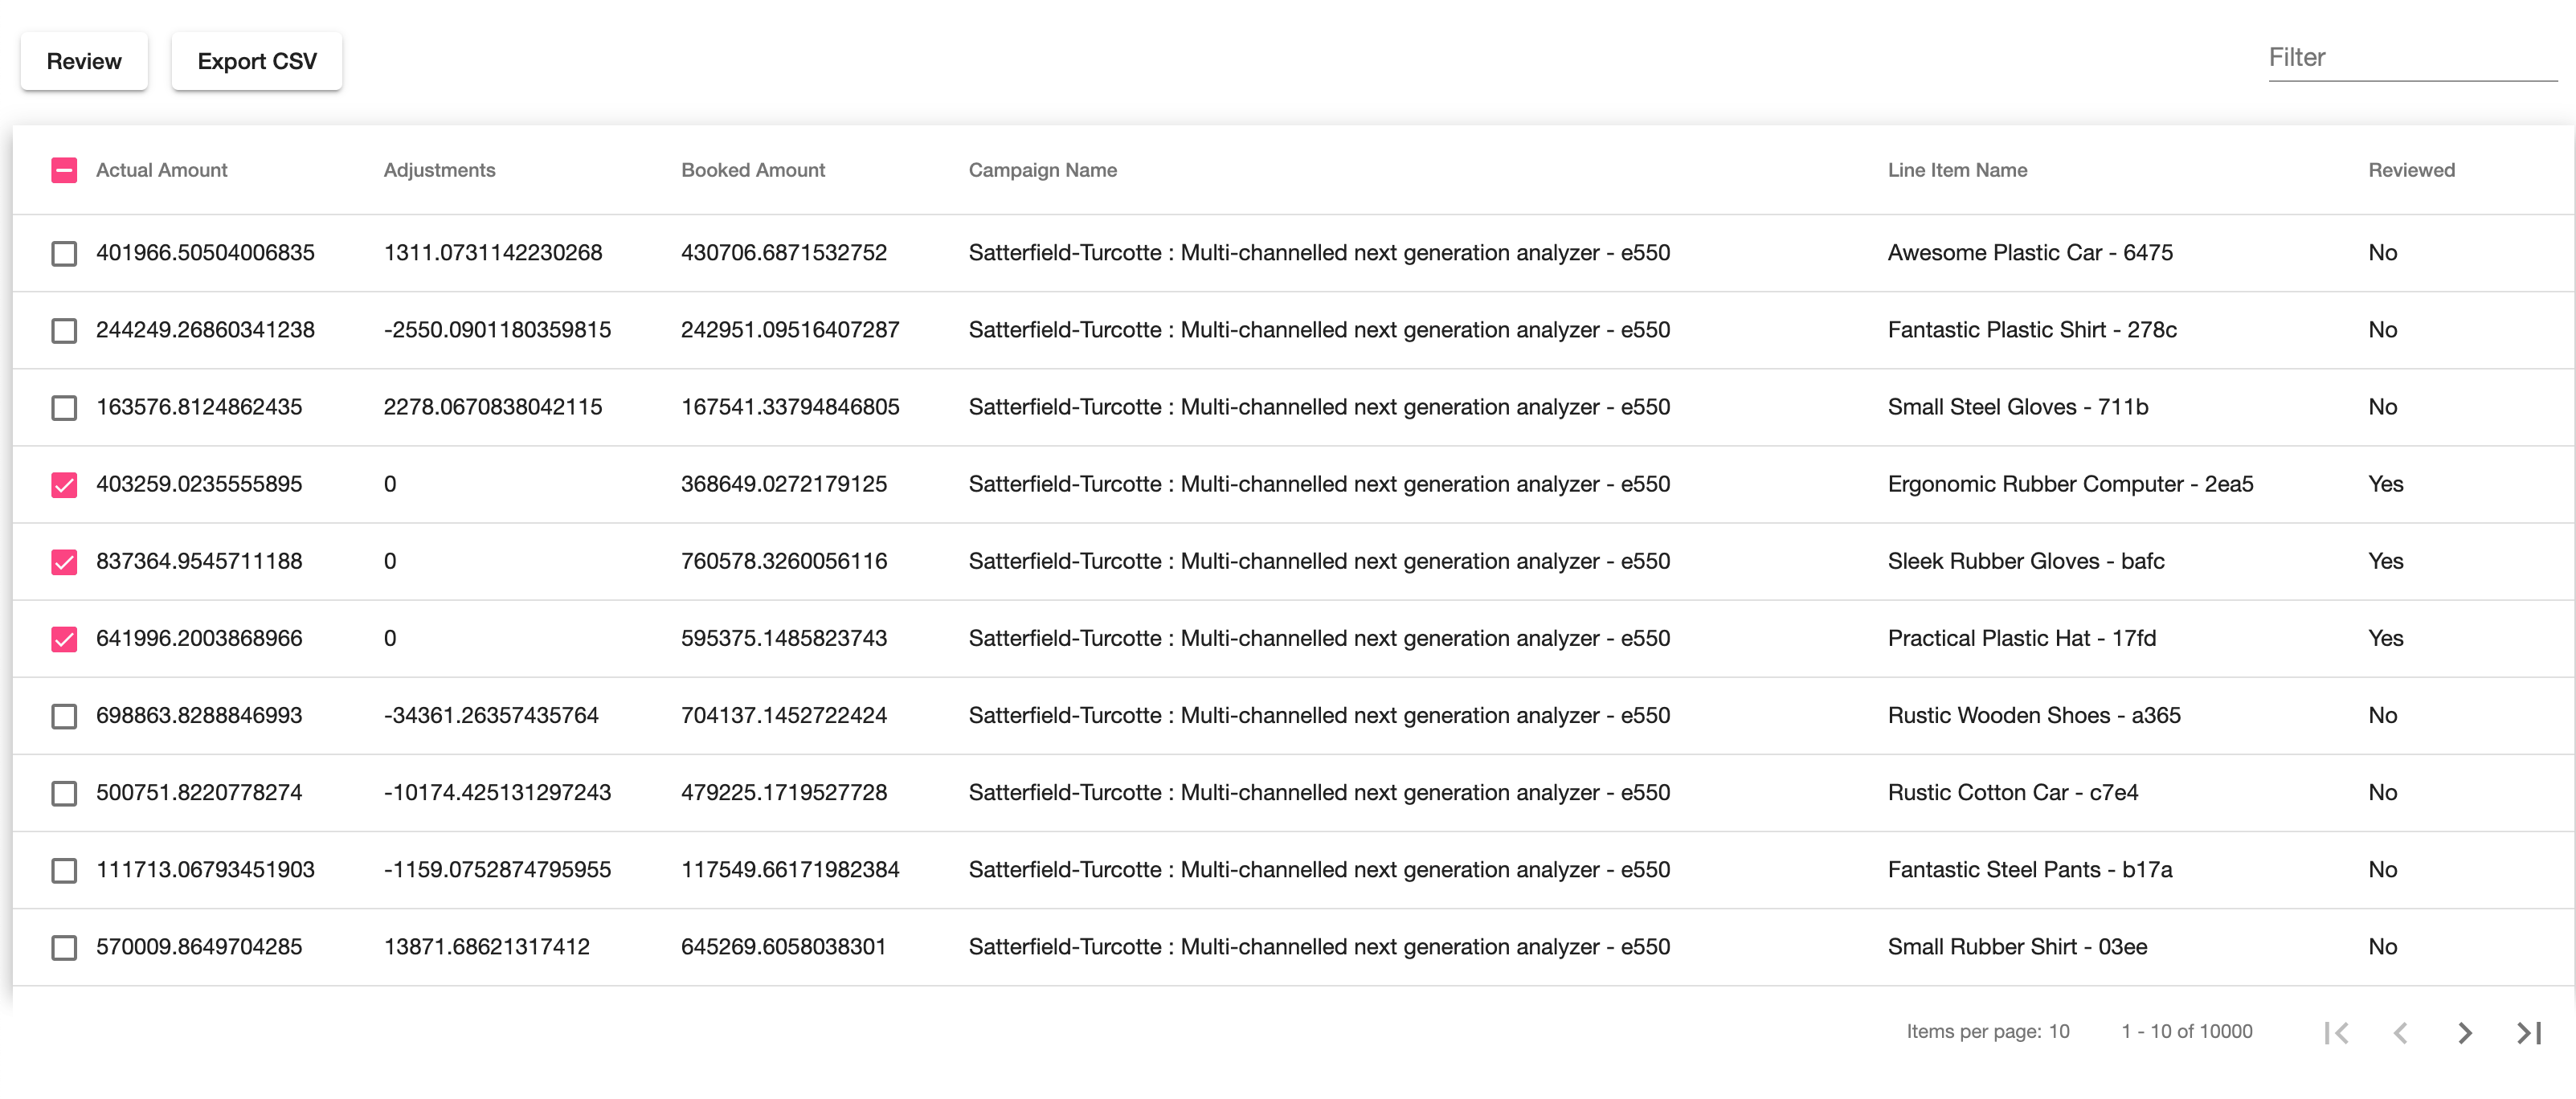 Review Export CSV Filter
Actual Amount Adjustments Booked Amount Campaign Name Line Item Name Reviewed
401966.50504006835 1311.0731142230268 430706.6871532752 Satterfield-Turcotte : Multi-channelled next generation analyzer - e550 Awesome Plastic Car - 6475 No
244249.26860341238 -2550.0901180359815 242951.09516407287 Satterfield-Turcotte : Multi-channelled next generation analyzer - e550 Fantastic Plastic Shirt - 278c No
163576.8124862435 2278.0670838042115 167541.33794846805 Satterfield-Turcotte : Multi-channelled next generation analyzer - e550 Small Steel Gloves - 711b No
403259.0235555895 0 368649.0272179125 Satterfield-Turcotte : Multi-channelled next generation analyzer - e550 Ergonomic Rubber Computer - 2ea5 Yes
837364.9545711188 0 760578.3260056116 Satterfield-Turcotte : Multi-channelled next generation analyzer - e550 Sleek Rubber Gloves - bafc Yes
641996.2003868966 0 595375.1485823743 Satterfield-Turcotte : Multi-channelled next generation analyzer - e550 Practical Plastic Hat - 17fd Yes
698863.8288846993 -34361.26357435764 704137.1452722424 Satterfield-Turcotte : Multi-channelled next generation analyzer - e550 Rustic Wooden Shoes - a365 No
500751.8220778274 -10174.425131297243 479225.1719527728 Satterfield-Turcotte : Multi-channelled next generation analyzer - e550 Rustic Cotton Car - c7e4 No
111713.06793451903 -1159.0752874795955 117549.66171982384 Satterfield-Turcotte : Multi-channelled next generation analyzer - e550 Fantastic Steel Pants - b17a No
570009.8649704285 13871.68621317412 645269.6058038301 Satterfield-Turcotte : Multi-channelled next generation analyzer - e550 Small Rubber Shirt - 03ee No
Items per page: 10 1 - 10 of 10000